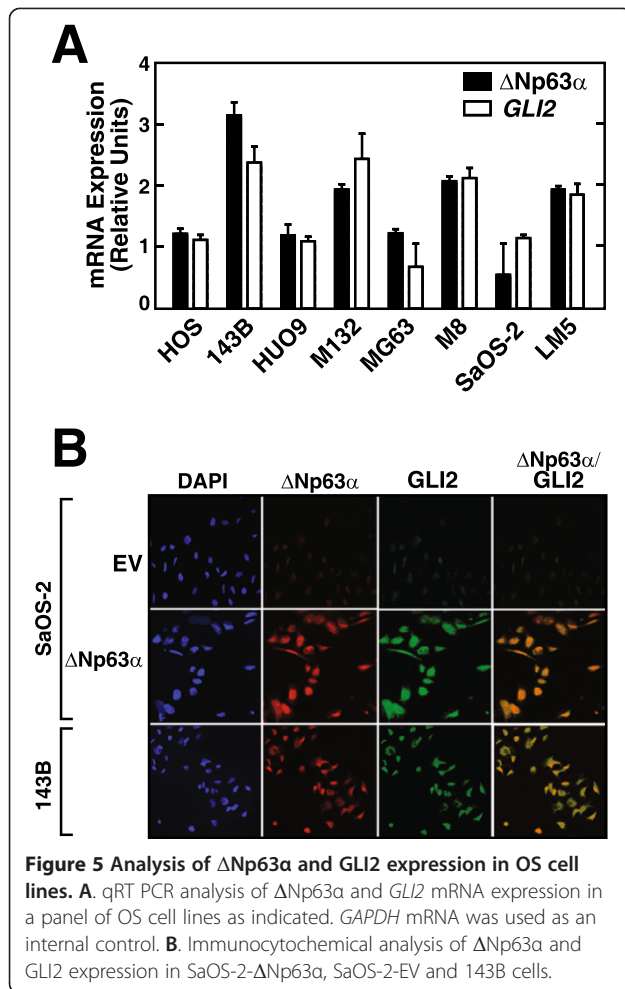 A
mRNA Expression
(Relative Units)
4
3
2
1
0
ΔNp63α
GLI2
HOS
143B
HUO9
M132
MG63
M8
SaOS-2
LM5
B
DAPI
ΔNp63α
GLI2
ΔNp63α/
GLI2
SaOS-2
EV
ΔNp63α
143B
Figure 5 Analysis of ΔNp63α and GLI2 expression in OS cell
lines. A. qRT PCR analysis of ΔNp63α and GLI2 mRNA expression in
a panel of OS cell lines as indicated. GAPDH mRNA was used as an
internal control. B. Immunocytochemical analysis of ΔNp63α and
GLI2 expression in SaOS-2-ΔNp63α, SaOS-2-EV and 143B cells.